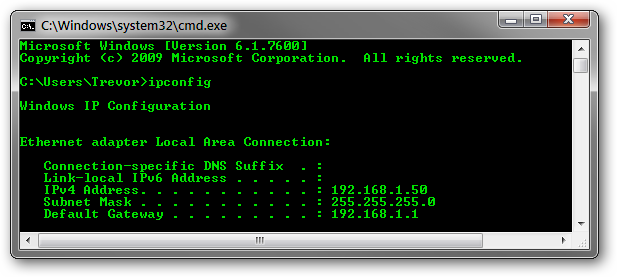 C:\Windows\system32\cmd.exe
Microsoft Windows [Version 6.1.7600]
Copyright (c) 2009 Microsoft Corporation.  All rights reserved.
C:\Users\Trevor>ipconfig
Windows IP Configuration
Ethernet adapter Local Area Connection:
Connection-specific DNS Suffix  . :
Link-local IPv6 Address . . . . . :
IPv4 Address. . . . . . . . . . . : 192.168.1.50
Subnet Mask . . . . . . . . . . . : 255.255.255.0
Default Gateway . . . . . . . . . : 192.168.1.1